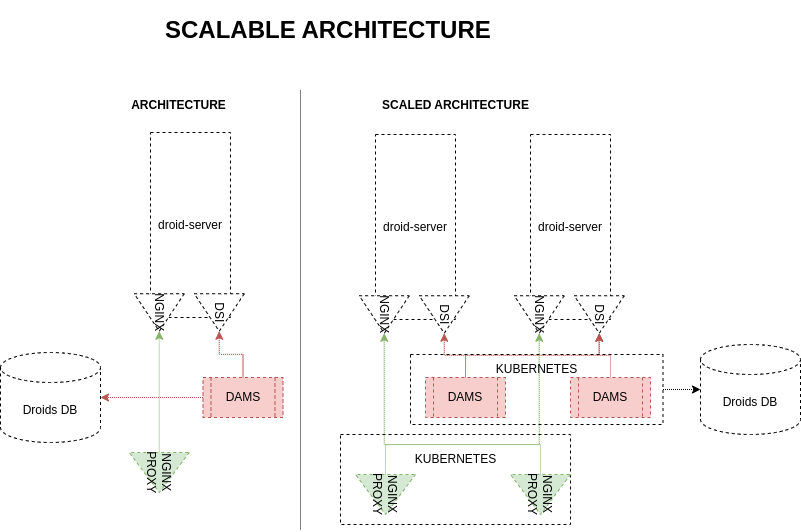 SCALABLE ARCHITECTURE
ARCHITECTURE
droid-server
NGINX
DSI
Droids DB
DAMS
NGINX
PROXY
SCALED ARCHITECTURE
droid-server
droid-server
NGINX
DSI
NGINX
DSI
KUBERNETES
DAMS
DAMS
Droids DB
KUBERNETES
NGINX
PROXY
NGINX
PROXY